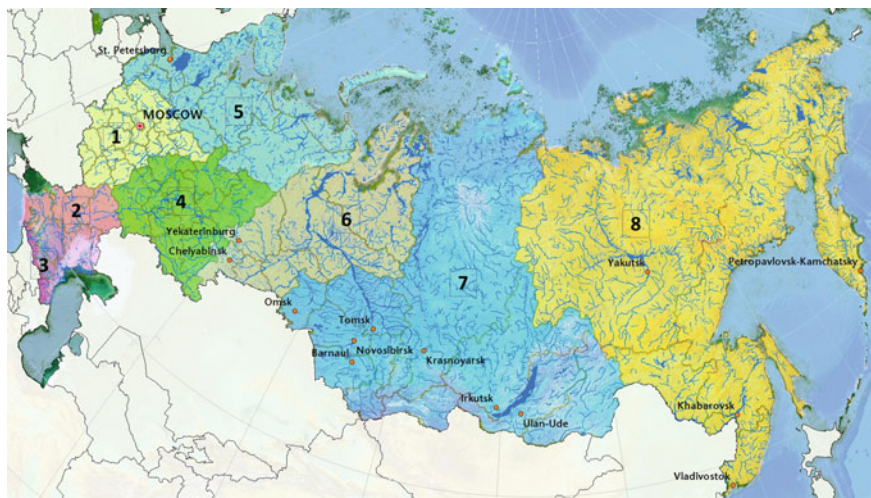 St. Petersburg
MOSCOW
5
1
4
2
Yekaterinburg
6
8
Chelyabinsk
3
Yakutsk
Petropavlovsk-Kamchatsky
7
Omsk
Tomsk
Novosibirsk
Barnaul
Krasnoyarsk
Irkutsk
Khabarovsk
Ulan-Ude
Vladivostok